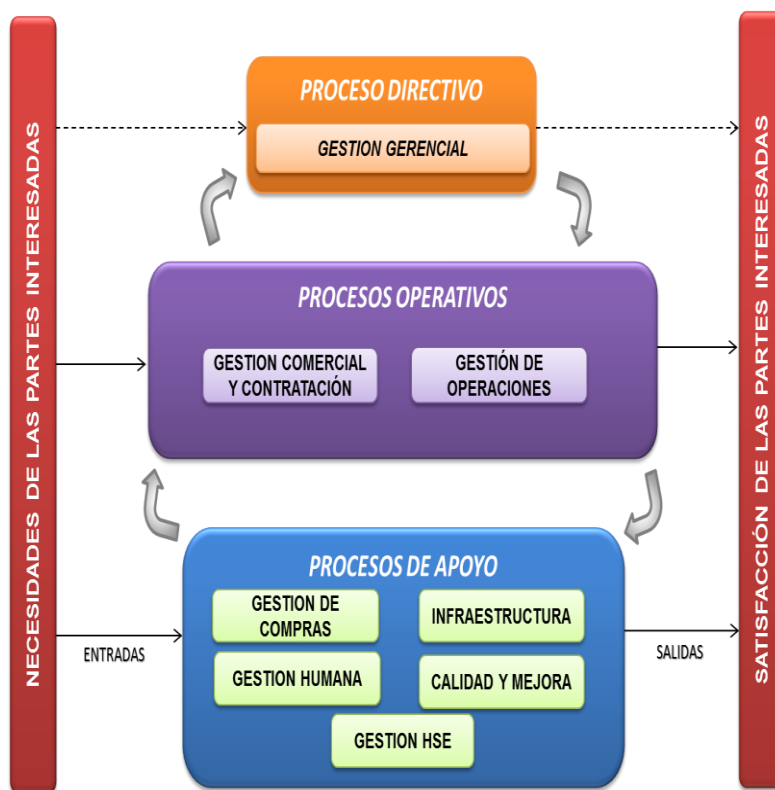 NECESIDADES DE LAS PARTES INTERESADAS
PROCESO DIRECTIVO
GESTION GERENCIAL
PROCESOS OPERATIVOS
GESTION COMERCIAL
Y CONTRATACIÓN
GESTIÓN DE
OPERACIONES
PROCESOS DE APOYO
GESTION DE
COMPRAS
INFRAESTRUCTURA
GESTION HUMANA
CALIDAD Y MEJORA
GESTION HSE
ENTRADAS
SALIDAS
SATISFACCIÓN DE LAS PARTES INTERESADAS